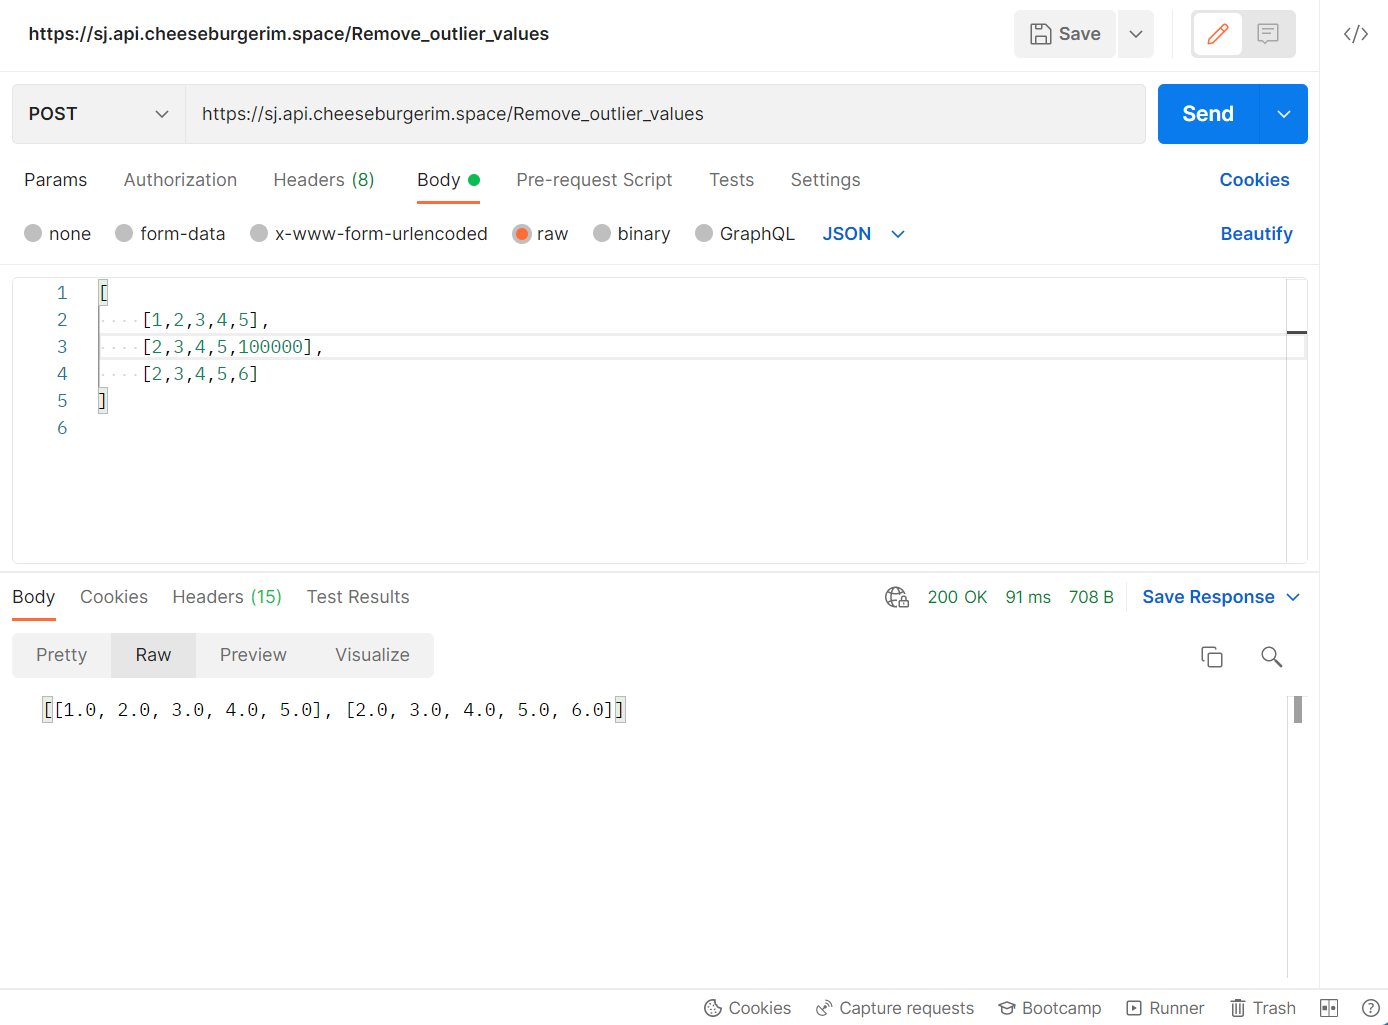 https://sj.api.cheeseburgerim.space/Remove_outlier_values
Save
POST
https://sj.api.cheeseburgerim.space/Remove_outlier_values
Send
Params Authorization Headers (8) Body Pre-request Script Tests Settings Cookies
none form-data x-www-form-urlencoded raw binary GraphQL JSON Beautify
1 [
2 [1,2,3,4,5],
3 [2,3,4,5,100000],
4 [2,3,4,5,6]
5 ]
6
Body Cookies Headers (15) Test Results 200 OK 91 ms 708 B Save Response
Pretty Raw Preview Visualize
[[1.0, 2.0, 3.0, 4.0, 5.0], [2.0, 3.0, 4.0, 5.0, 6.0]]
Cookies Capture requests Bootcamp Runner Trash